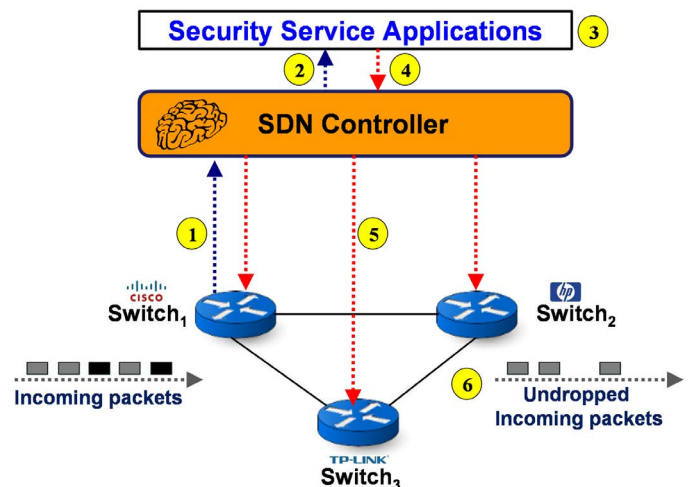 Security Service Applications
3
2
4
SDN Controller
1
5
CISCO
Switch1
hp
Switch2
Incoming packets
6
Undropped
Incoming packets
TP-LINK
Switch3